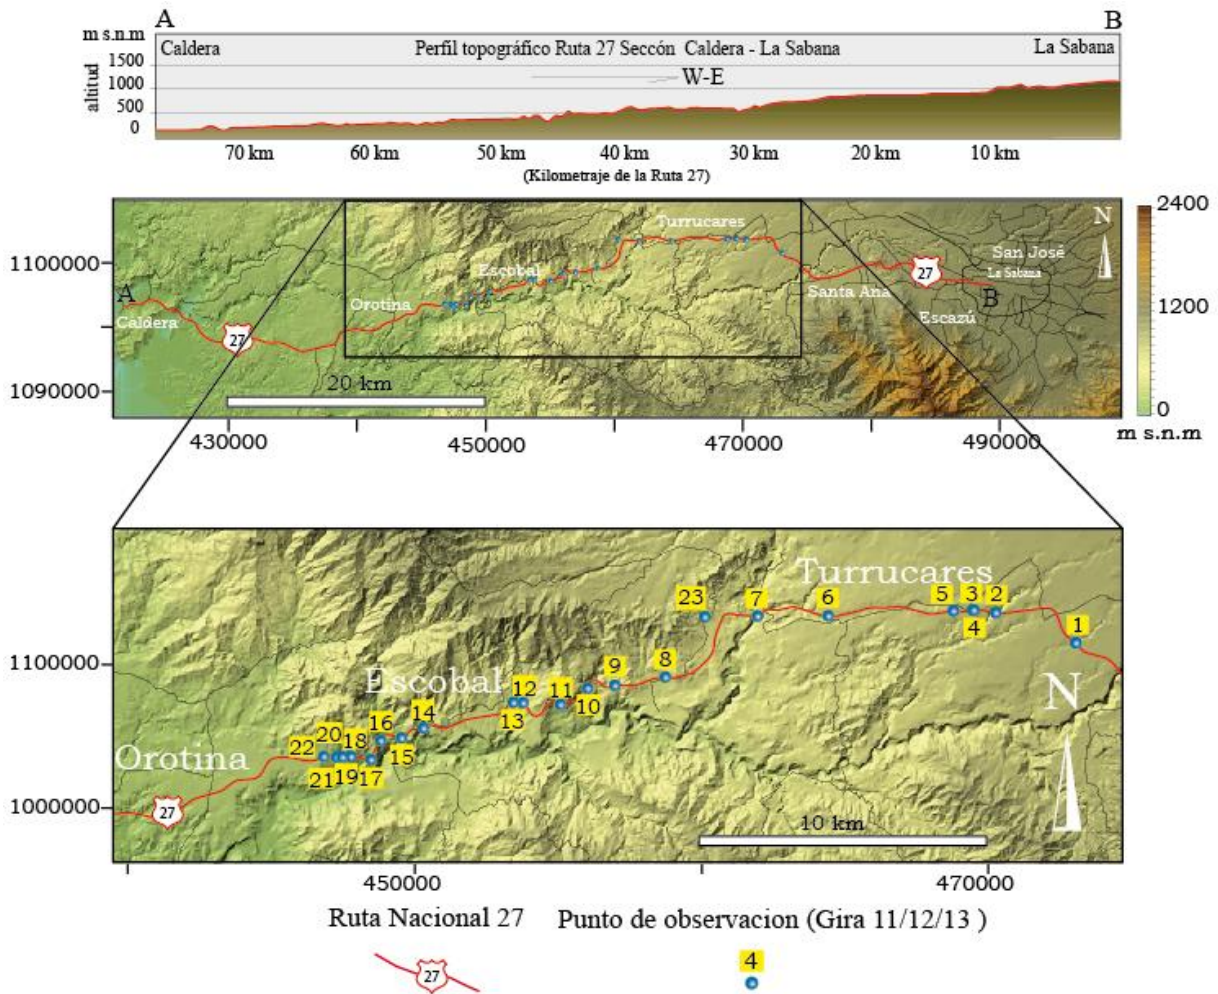 A
B
m s.n.m
Caldera
Perfil topográfico Ruta 27 Seccón Caldera - La Sabana
La Sabana
altitud
1500
1000
500
0
W-E
70 km
60 km
50 km
40 km
30 km
20 km
10 km
(Kilometraje de la Ruta 27)
1100000
1090000
A
Caldera
27
Orotina
Escobal
Turrucares
Santa Ana
27
San José
La Sabana
B
Escazú
N
20 km
2400
1200
0
m s.n.m
430000
450000
470000
490000
Turrucares
Escobal
Orotina
27
1100000
1000000
1
2
3
4
5
6
7
23
8
9
10
11
12
13
14
15
16
17
18
19
20
21
22
N
10 km
450000
470000
Ruta Nacional 27
Punto de observacion (Gira 11/12/13 )
27
4